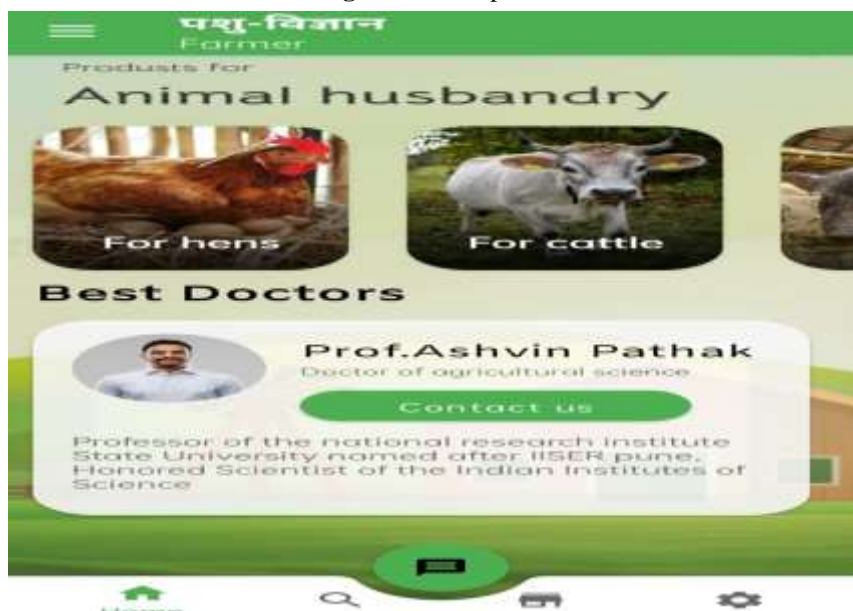 पशु-विज्ञान
Farmer
Produsts for
Animal husbandry
For hens
For cattle
Best Doctors
Prof.Ashvin Pathak
Doctor of agricultural science
Contact us
Professor of the national research institute
State University named after IISER pune,
Honored Scientist of the Indian Institutes of
Science
Home